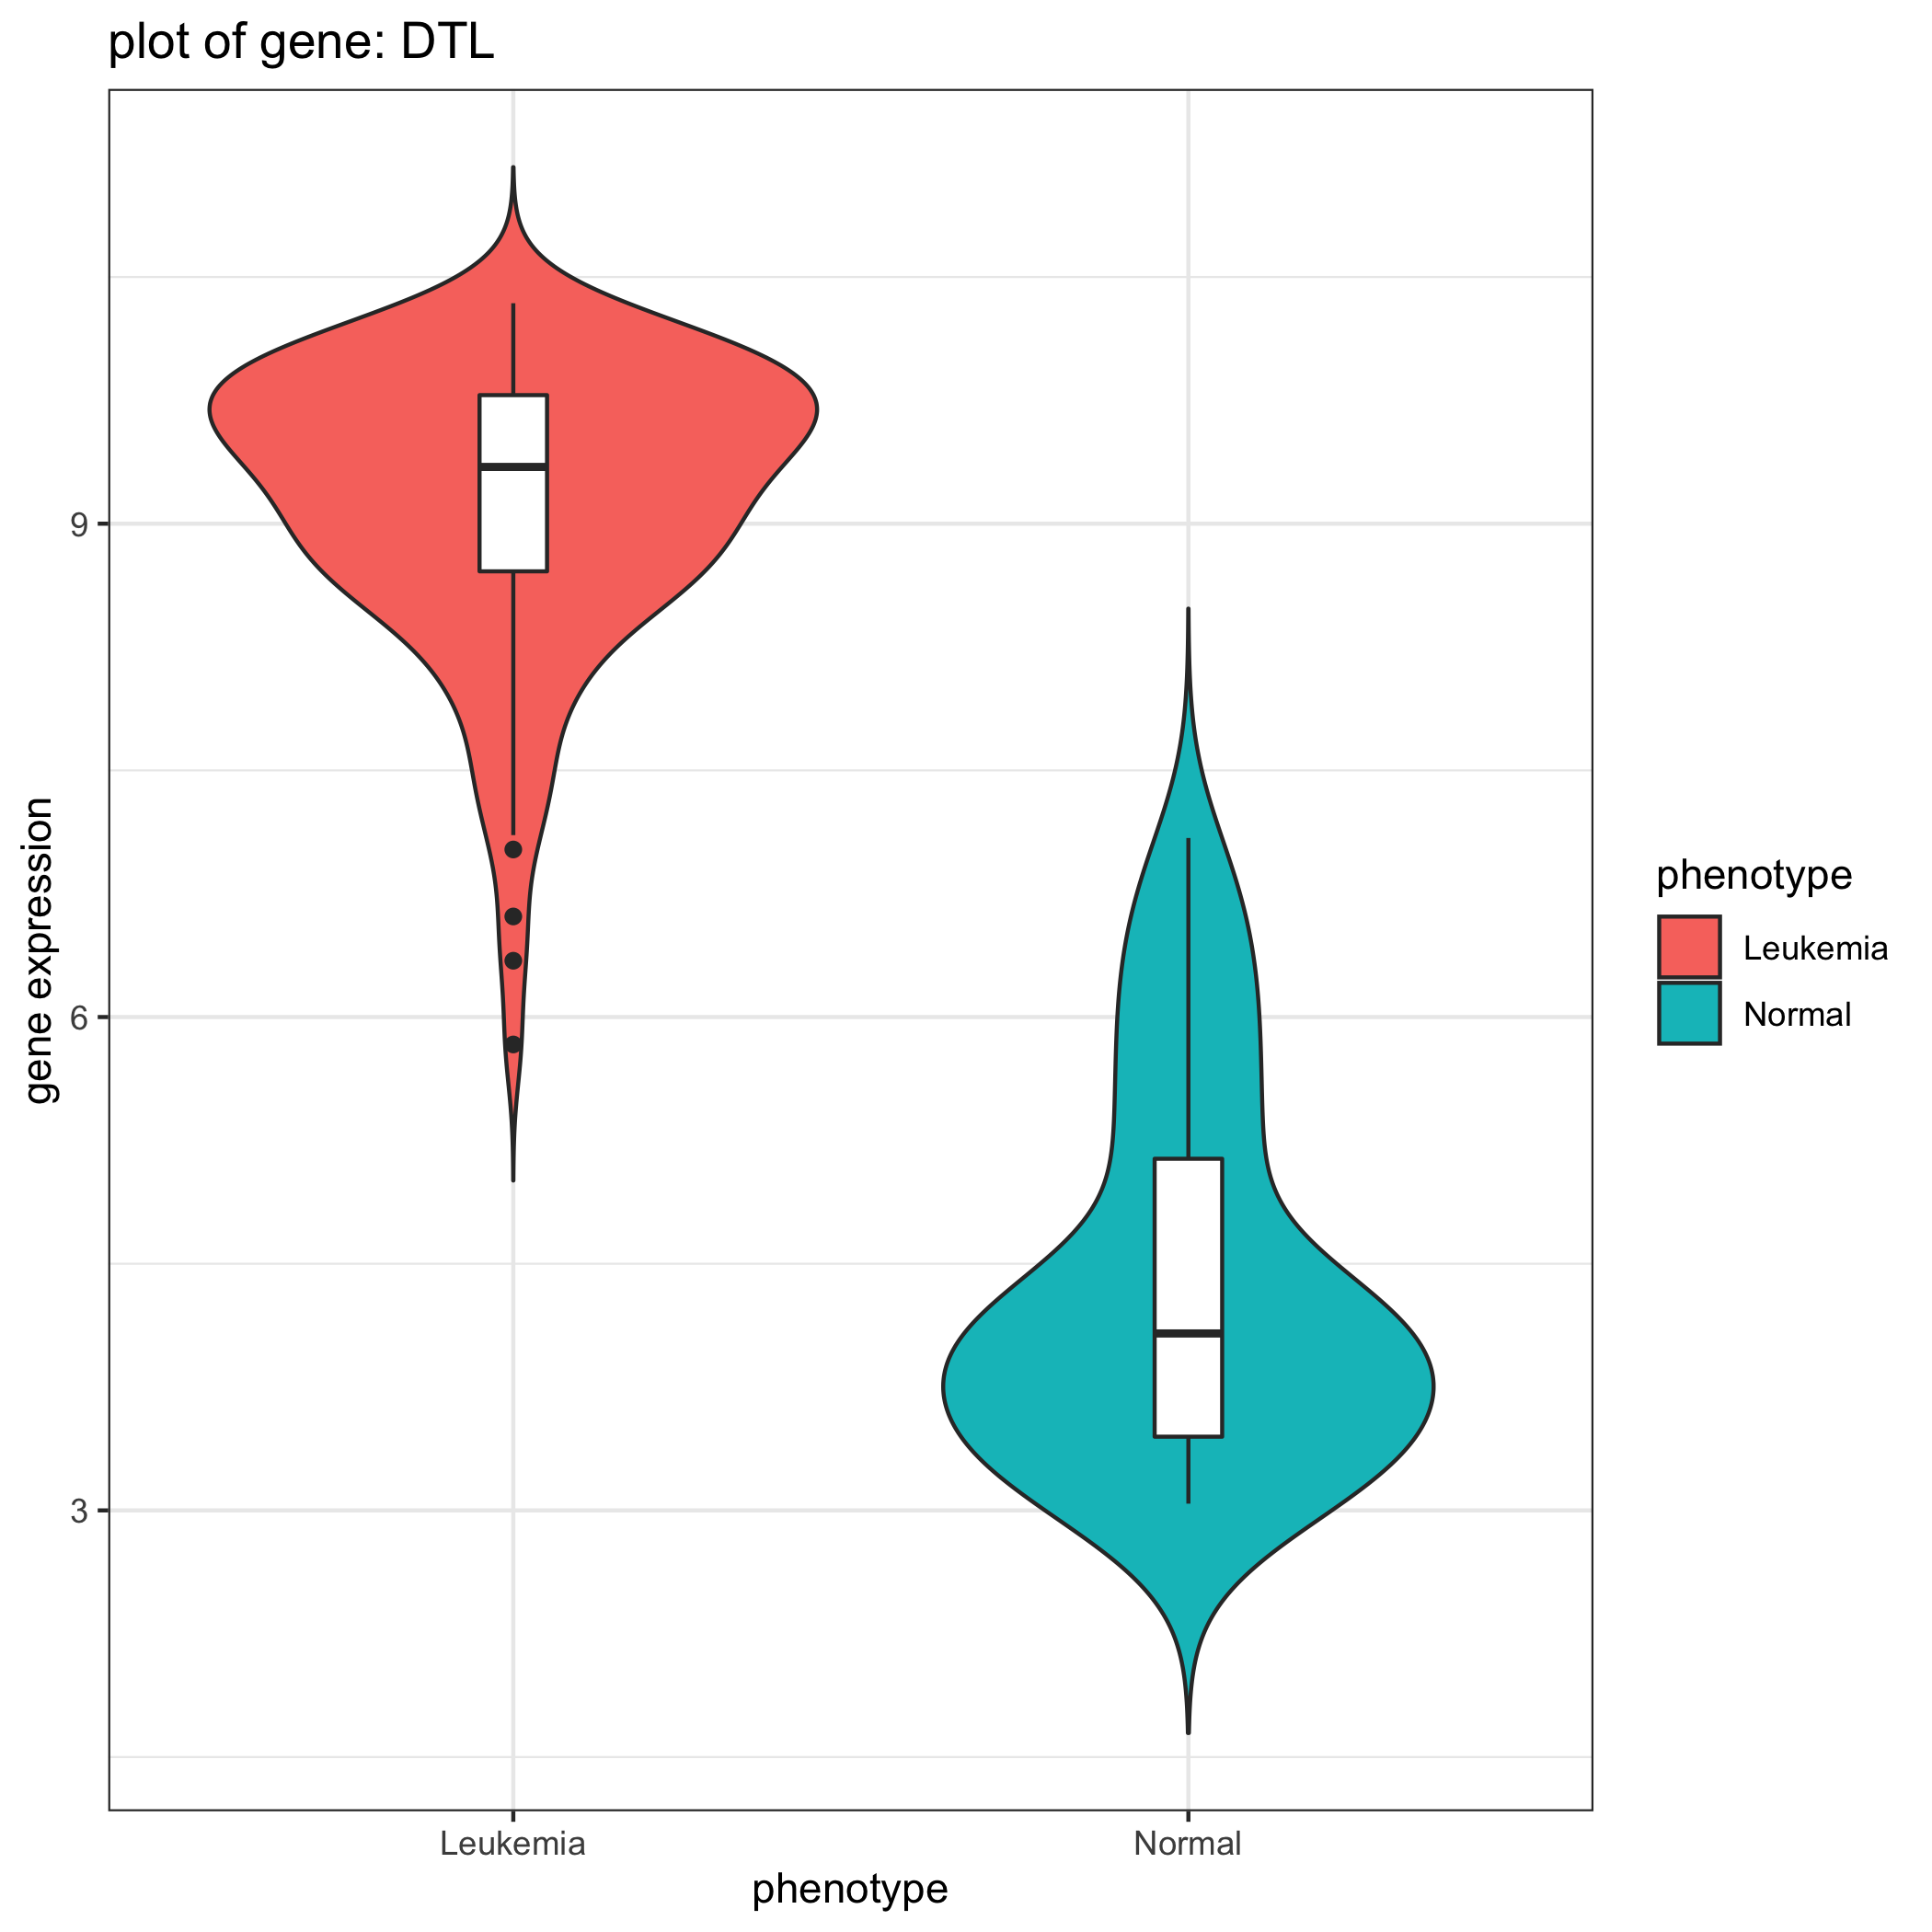 plot of gene: DTL
gene expression
9
6
3
Leukemia
Normal
phenotype
phenotype
Leukemia
Normal